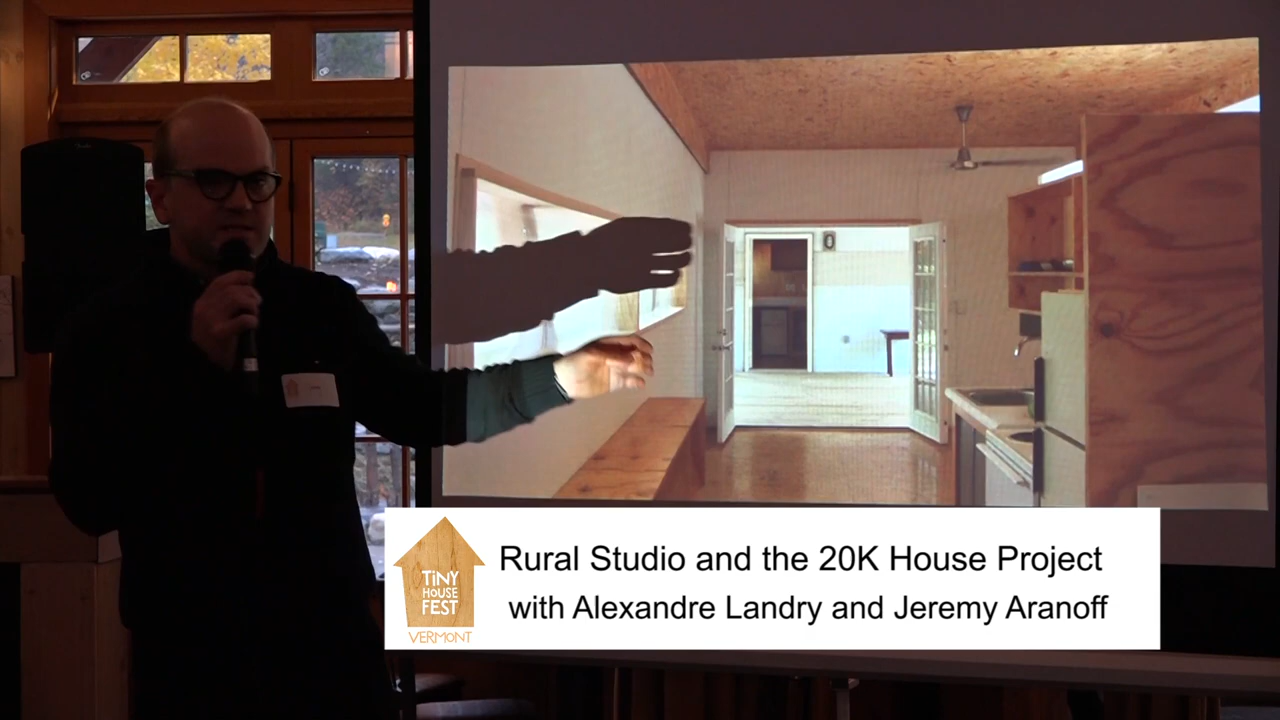 Rural Studio and the 20K House Project
with Alexandre Landry and Jeremy Aranoff
TiNY
HOUSE
FEST
VERMONT